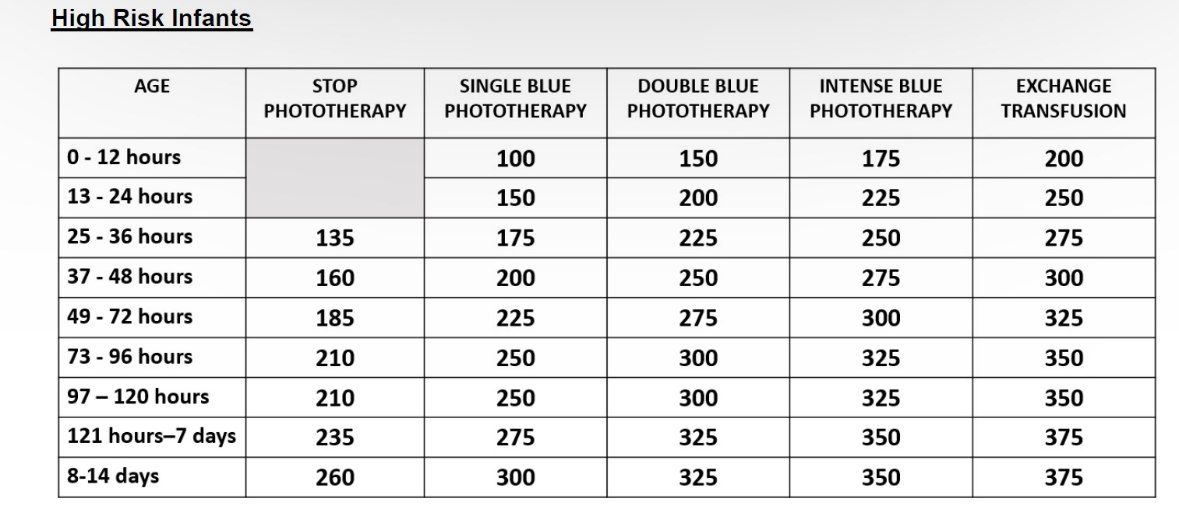 High Risk Infants
AGE STOP PHOTOTHERAPY SINGLE BLUE PHOTOTHERAPY DOUBLE BLUE PHOTOTHERAPY INTENSE BLUE PHOTOTHERAPY EXCHANGE TRANSFUSION
0 - 12 hours 100 150 175 200
13 - 24 hours 150 200 225 250
25 - 36 hours 135 175 225 250 275
37 - 48 hours 160 200 250 275 300
49 - 72 hours 185 225 275 300 325
73 - 96 hours 210 250 300 325 350
97 – 120 hours 210 250 300 325 350
121 hours–7 days 235 275 325 350 375
8-14 days 260 300 325 350 375